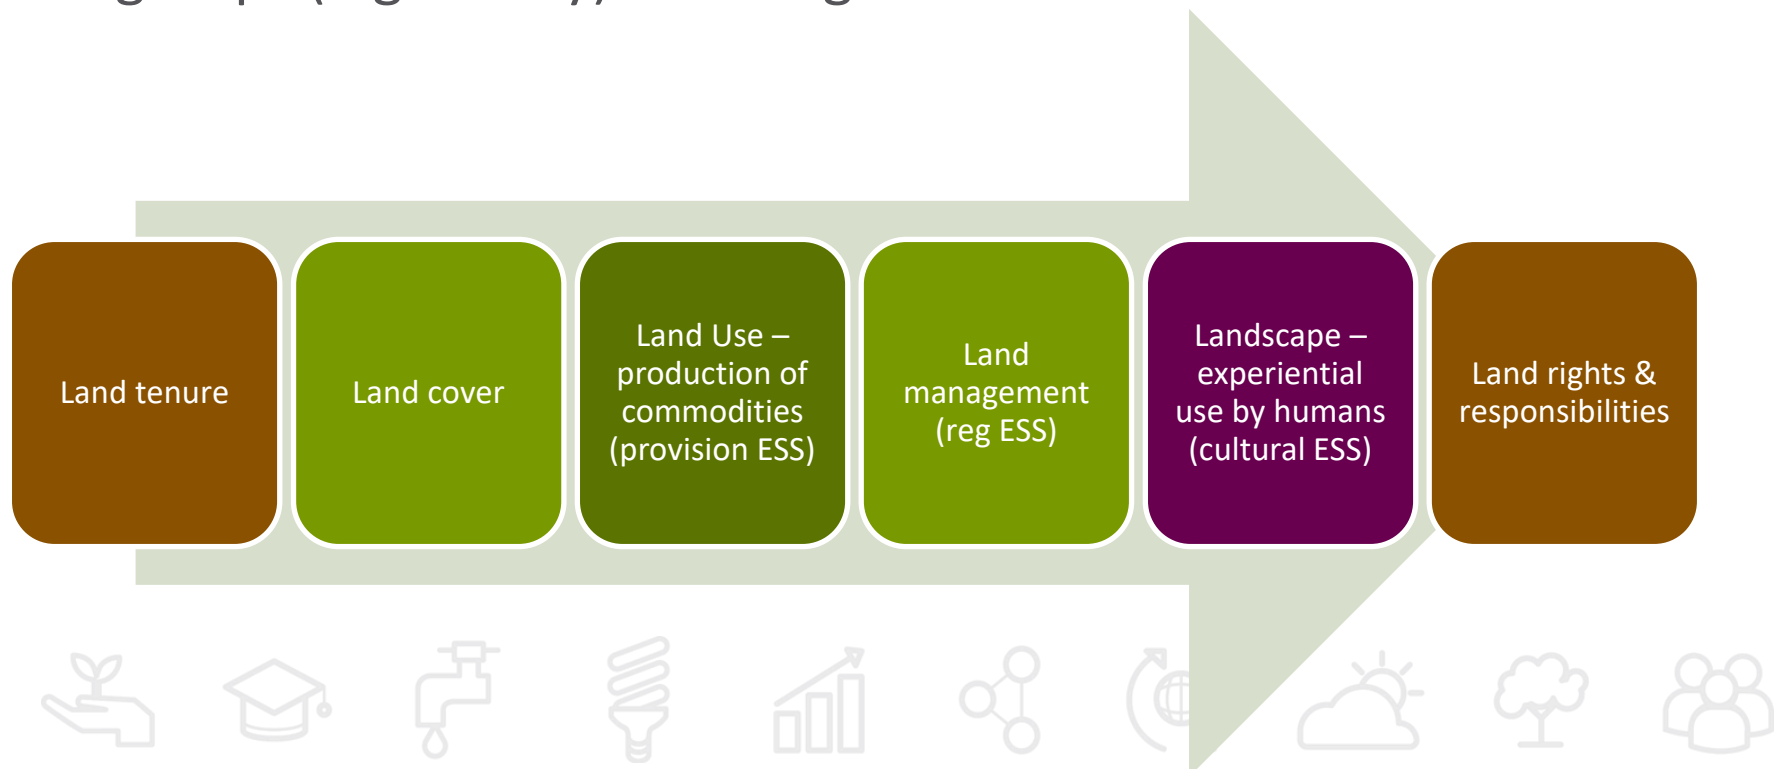 Land tenure
Land cover
Land Use –
production of
commodities
(provision ESS)
Land
management
(reg ESS)
Landscape –
experiential
use by humans
(cultural ESS)
Land rights &
responsibilities